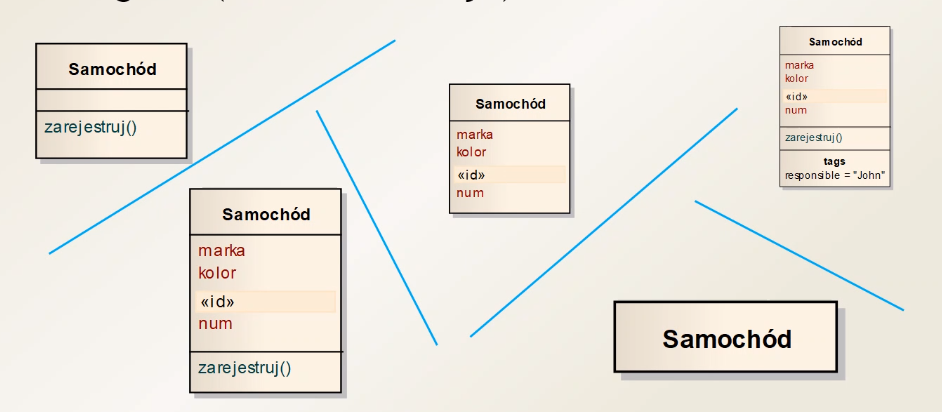 Samochód
zarejestruj()
Samochód
marka
kolor
«id»
num
zarejestruj()
Samochód
marka
kolor
«id»
num
Samochód
marka
kolor
«id»
num
zarejestruj()
tags
responsible = "John"
Samochód